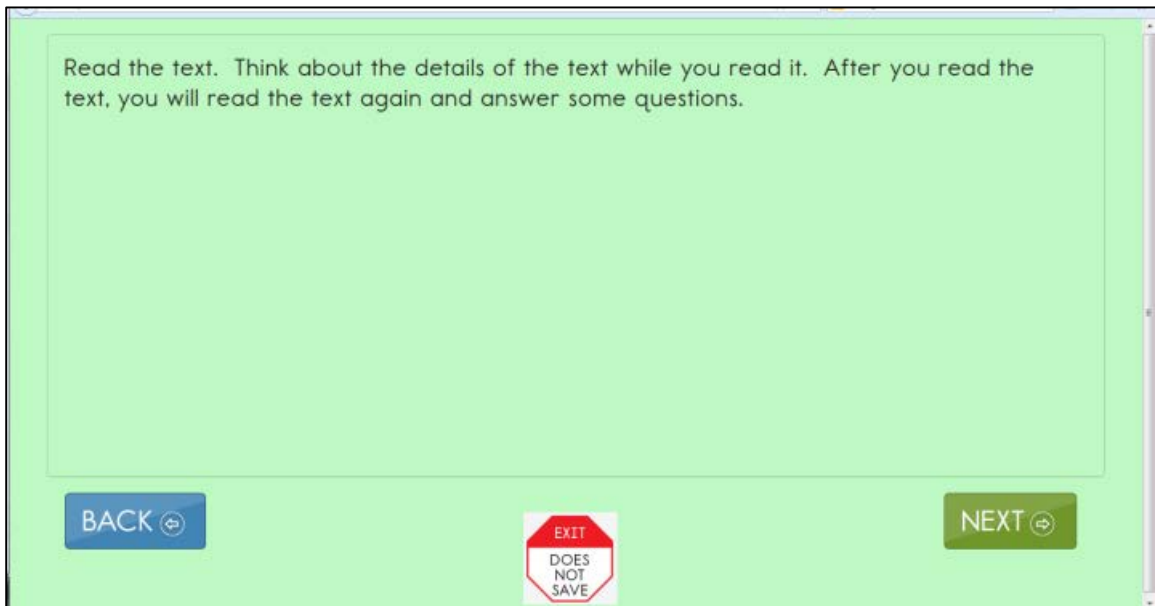 Read the text.  Think about the details of the text while you read it.  After you read the
text, you will read the text again and answer some questions.
BACK
NEXT
EXIT
DOES
NOT
SAVE